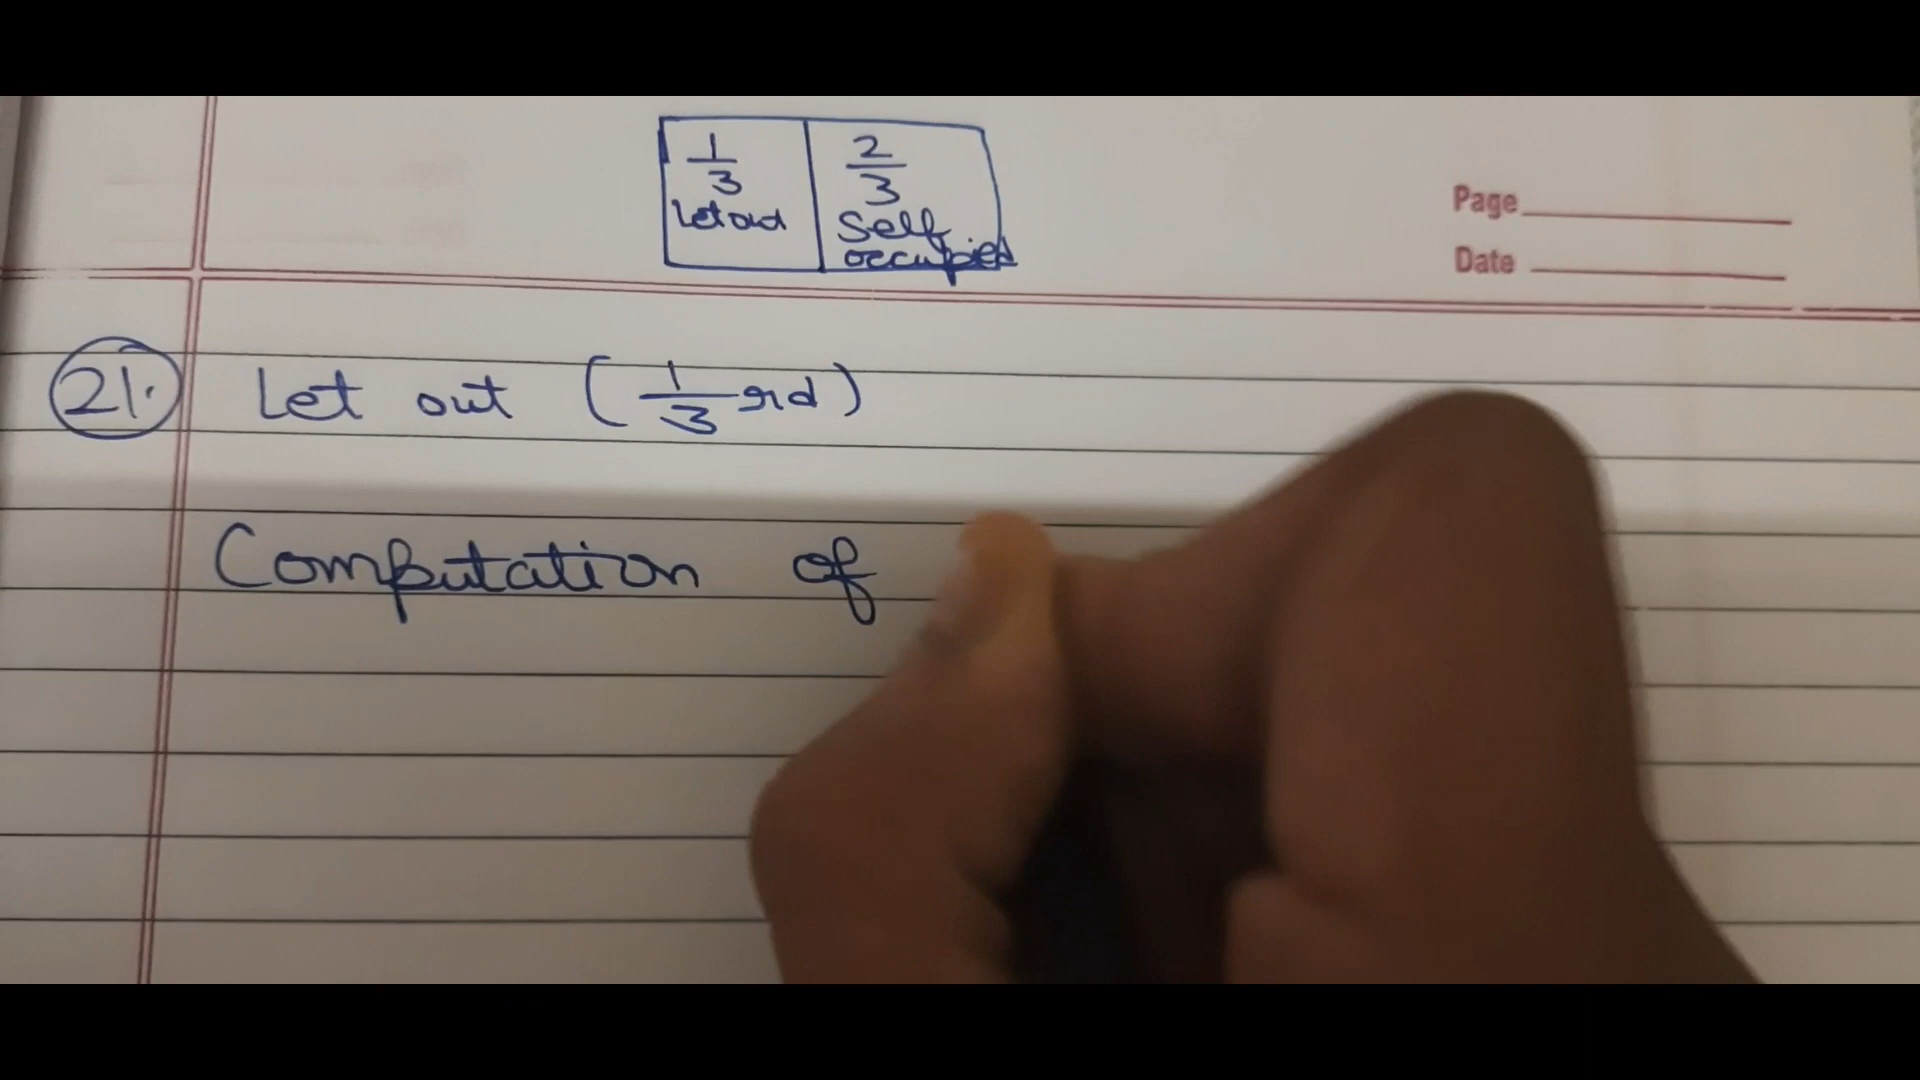 1/3 2/3
Let out Self
occupied
Page
Date
21. Let out (1/3 rd)
Computation of